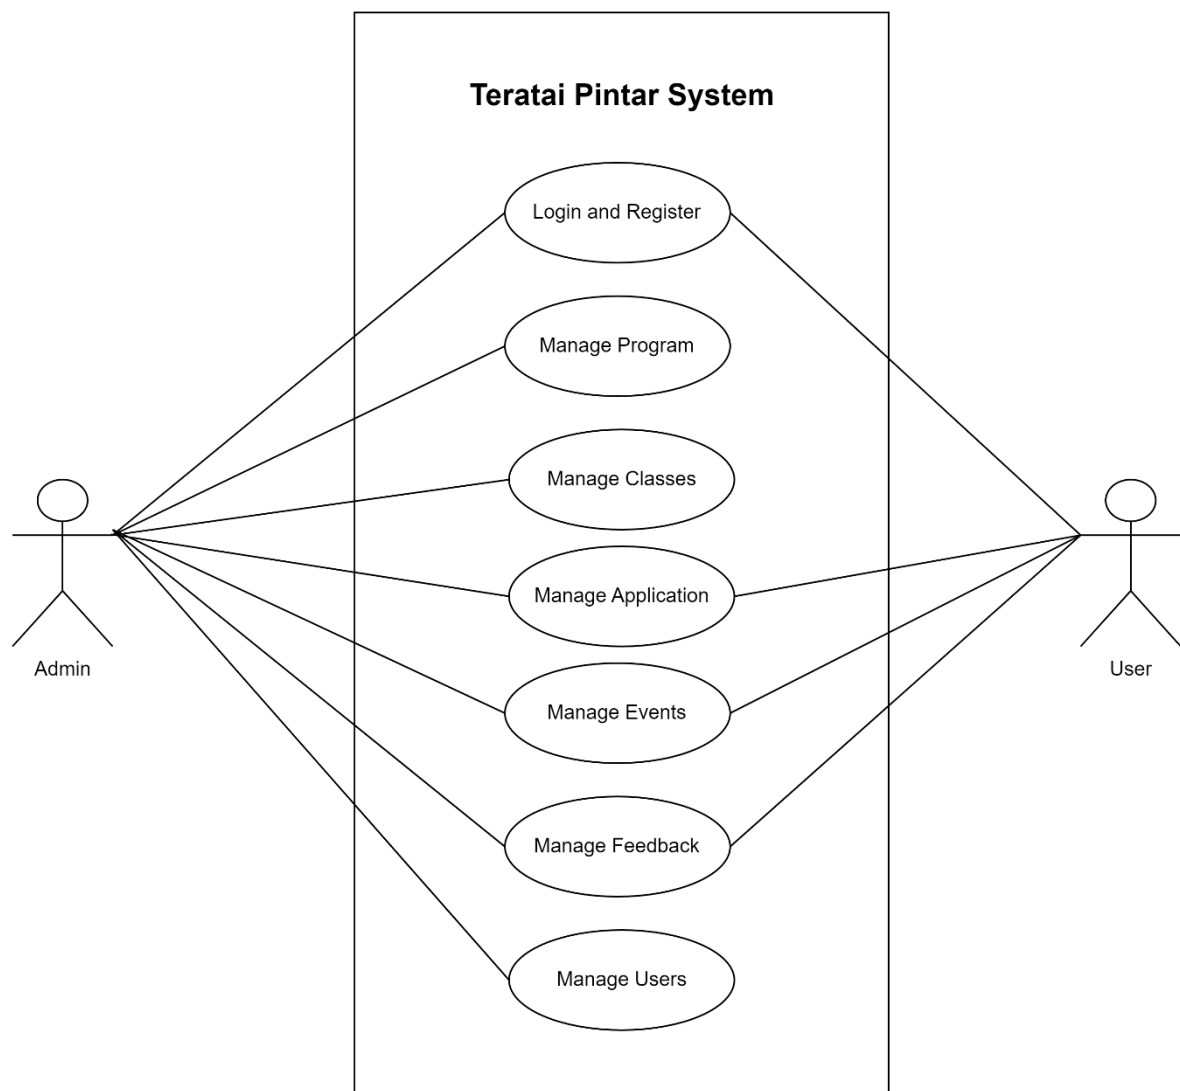 Teratai Pintar System
Login and Register
Manage Program
Manage Classes
Manage Application
Admin
User
Manage Events
Manage Feedback
Manage Users